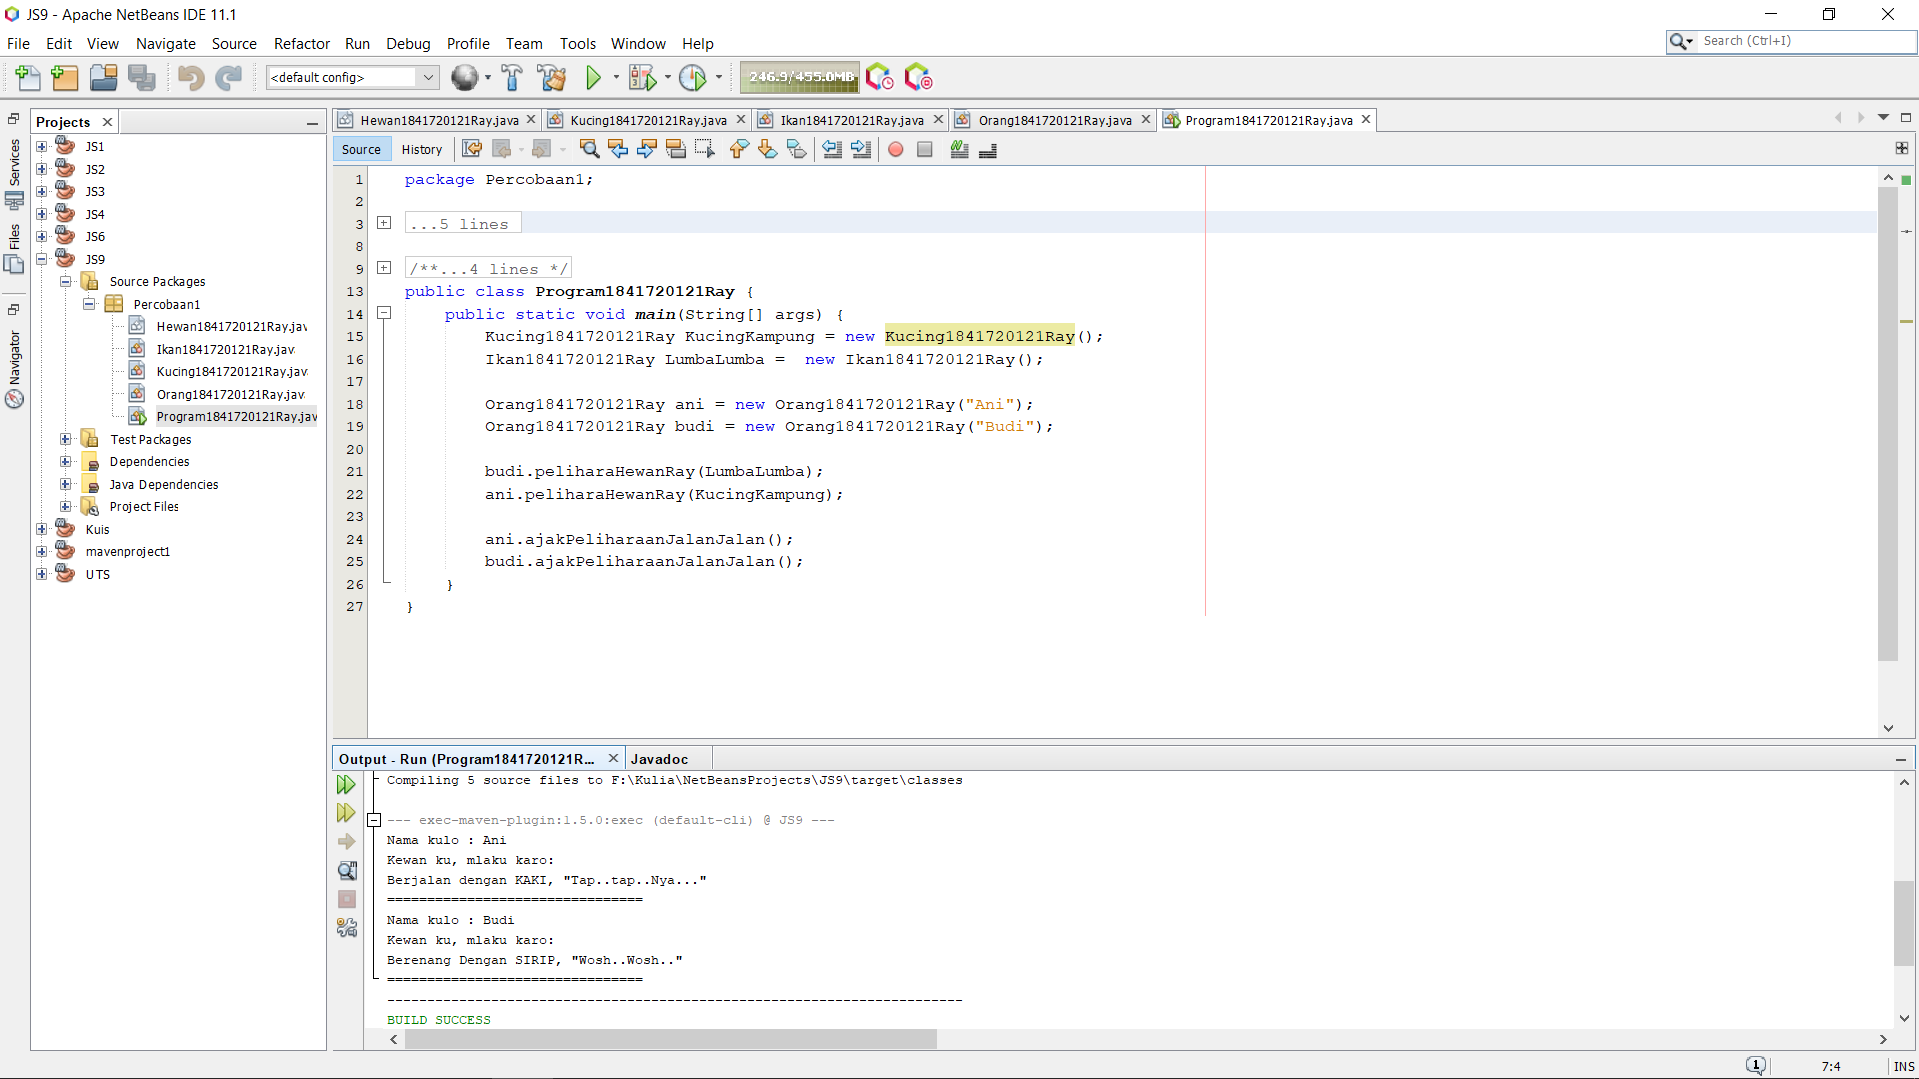 JS9 - Apache NetBeans IDE 11.1
File Edit View Navigate Source Refactor Run Debug Profile Team Tools Window Help
Search (Ctrl+I)
<default config>
246.9/455.0MB
Projects
Services
Files
Navigator
JS1
JS2
JS3
JS4
JS6
JS9
Source Packages
Percobaan1
Hewan1841720121Ray.jav
Ikan1841720121Ray.jav
Kucing1841720121Ray.jav
Orang1841720121Ray.jav
Program1841720121Ray.jav
Test Packages
Dependencies
Java Dependencies
Project Files
Kuis
mavenproject1
UTS
Hewan1841720121Ray.java Kucing1841720121Ray.java Ikan1841720121Ray.java Orang1841720121Ray.java Program1841720121Ray.java
Source History
1 package Percobaan1;
2
3 ...5 lines
8
9 /**...4 lines */
13 public class Program1841720121Ray {
14 public static void main(String[] args) {
15 Kucing1841720121Ray KucingKampung = new Kucing1841720121Ray();
16 Ikan1841720121Ray LumbaLumba =  new Ikan1841720121Ray();
17
18 Orang1841720121Ray ani = new Orang1841720121Ray("Ani");
19 Orang1841720121Ray budi = new Orang1841720121Ray("Budi");
20
21 budi.peliharaHewanRay(LumbaLumba);
22 ani.peliharaHewanRay(KucingKampung);
23
24 ani.ajakPeliharaanJalanJalan();
25 budi.ajakPeliharaanJalanJalan();
26 }
27 }
Output - Run (Program1841720121R... Javadoc
Compiling 5 source files to F:\Kulia\NetBeansProjects\JS9\target\classes
--- exec-maven-plugin:1.5.0:exec (default-cli) @ JS9 ---
Nama kulo : Ani
Kewan ku, mlaku karo:
Berjalan dengan KAKI, "Tap..tap..Nya..."
================================
Nama kulo : Budi
Kewan ku, mlaku karo:
Berenang Dengan SIRIP, "Wosh..Wosh.."
================================
------------------------------------------------------------------------
BUILD SUCCESS
1
7:4
INS